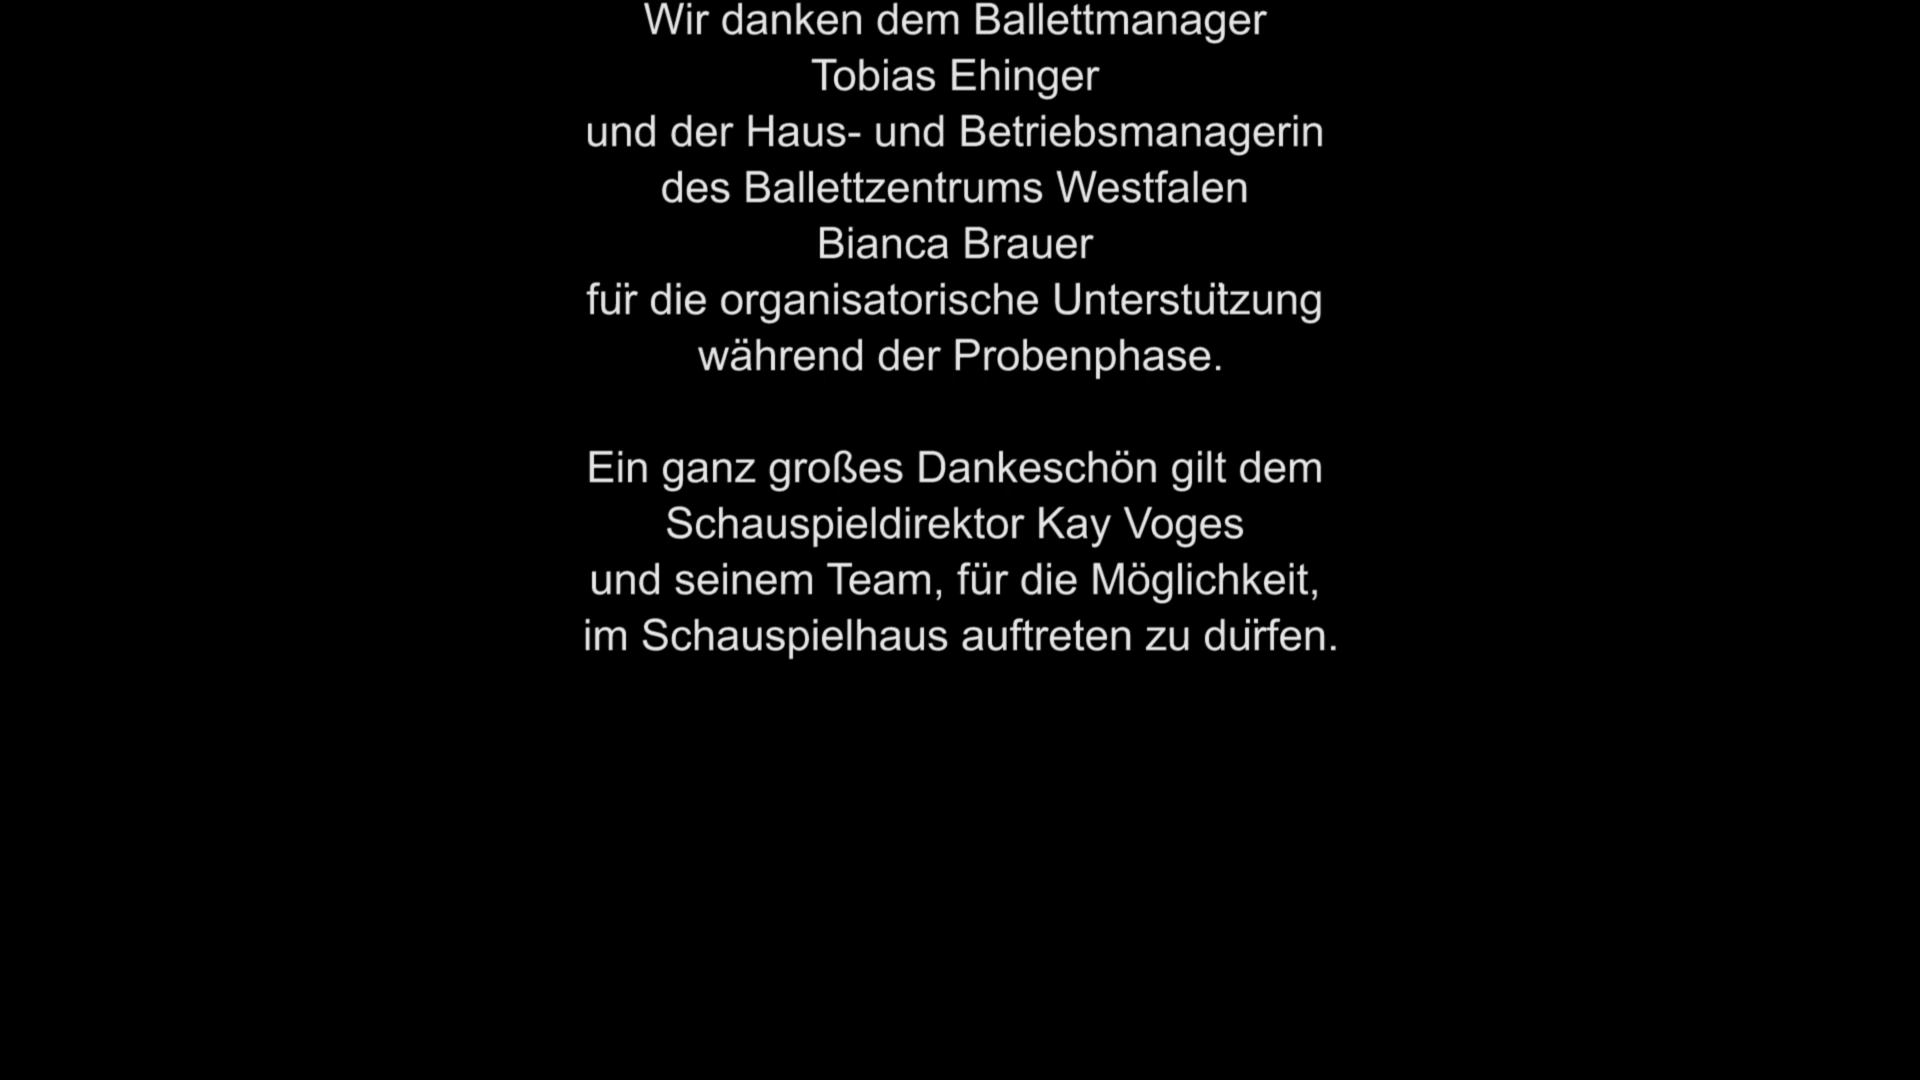 Wir danken dem Ballettmanager
Tobias Ehinger
und der Haus- und Betriebsmanagerin
des Ballettzentrums Westfalen
Bianca Brauer
für die organisatorische Unterstützung
während der Probenphase.
Ein ganz großes Dankeschön gilt dem
Schauspieldirektor Kay Voges
und seinem Team, für die Möglichkeit,
im Schauspielhaus auftreten zu dürfen.